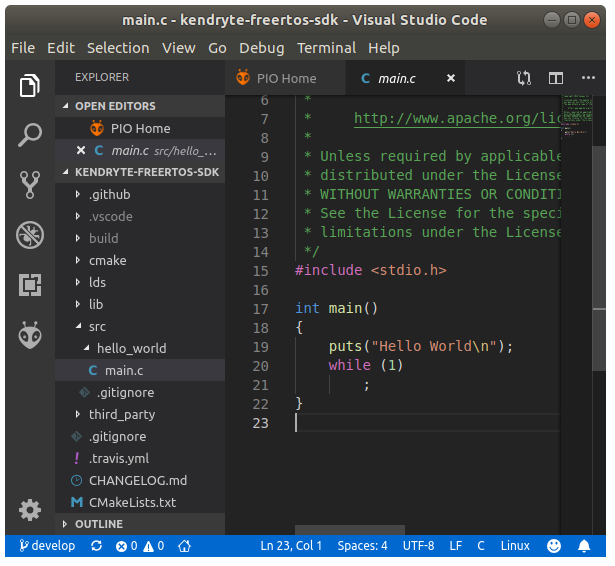 main.c - kendryte-freertos-sdk - Visual Studio Code
File Edit Selection View Go Debug Terminal Help
EXPLORER
OPEN EDITORS
PIO Home
main.c src/hello_...
KENDRYTE-FREERTOS-SDK
.github
.vscode
build
cmake
lds
lib
src
hello_world
main.c
.gitignore
third_party
.gitignore
.travis.yml
CHANGELOG.md
CMakeLists.txt
OUTLINE
PIO Home
main.c
6 *
7 * http://www.apache.org/lic
8 *
9 * Unless required by applicable
10 * distributed under the License
11 * WITHOUT WARRANTIES OR CONDITI
12 * See the License for the speci
13 * limitations under the License
14 */
15 #include <stdio.h>
16
17 int main()
18 {
19 puts("Hello World\n");
20 while (1)
21 ;
22 }
23
develop 0 0 Ln 23, Col 1 Spaces: 4 UTF-8 LF C Linux